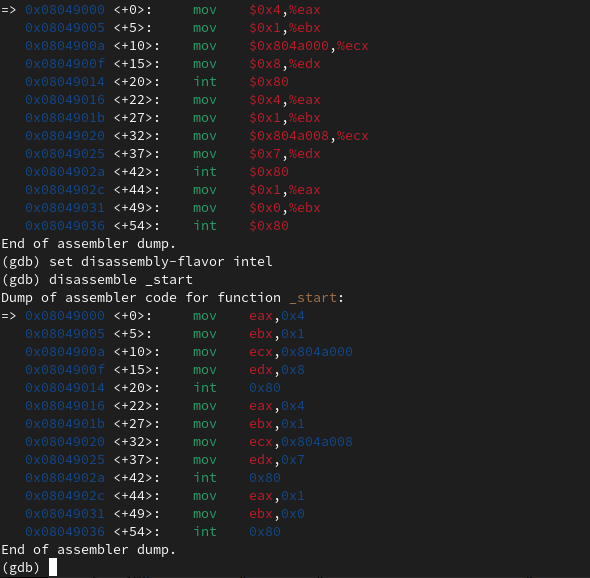 => 0x08049000 <+0>:     mov    $0x4,%eax
   0x08049005 <+5>:     mov    $0x1,%ebx
   0x0804900a <+10>:    mov    $0x804a000,%ecx
   0x0804900f <+15>:    mov    $0x8,%edx
   0x08049014 <+20>:    int    $0x80
   0x08049016 <+22>:    mov    $0x4,%eax
   0x0804901b <+27>:    mov    $0x1,%ebx
   0x08049020 <+32>:    mov    $0x804a008,%ecx
   0x08049025 <+37>:    mov    $0x7,%edx
   0x0804902a <+42>:    int    $0x80
   0x0804902c <+44>:    mov    $0x1,%eax
   0x08049031 <+49>:    mov    $0x0,%ebx
   0x08049036 <+54>:    int    $0x80
End of assembler dump.
(gdb) set disassembly-flavor intel
(gdb) disassemble _start
Dump of assembler code for function _start:
=> 0x08049000 <+0>:     mov    eax,0x4
   0x08049005 <+5>:     mov    ebx,0x1
   0x0804900a <+10>:    mov    ecx,0x804a000
   0x0804900f <+15>:    mov    edx,0x8
   0x08049014 <+20>:    int    0x80
   0x08049016 <+22>:    mov    eax,0x4
   0x0804901b <+27>:    mov    ebx,0x1
   0x08049020 <+32>:    mov    ecx,0x804a008
   0x08049025 <+37>:    mov    edx,0x7
   0x0804902a <+42>:    int    0x80
   0x0804902c <+44>:    mov    eax,0x1
   0x08049031 <+49>:    mov    ebx,0x0
   0x08049036 <+54>:    int    0x80
End of assembler dump.
(gdb)